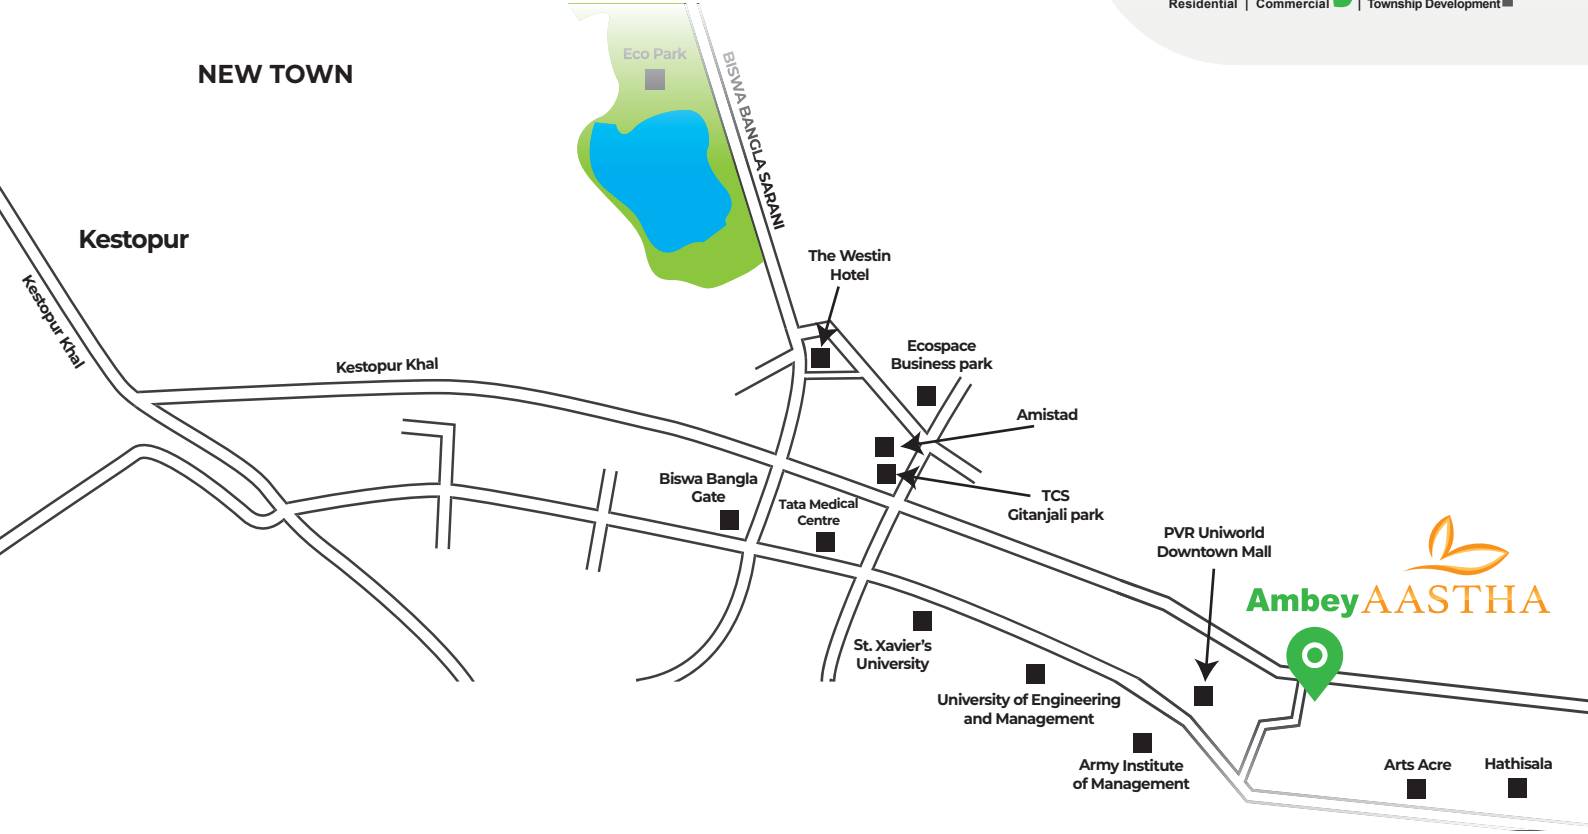 Residential | Commercial | Township Development
Eco Park
NEW TOWN
BISWA BANGLA SARANI
Kestopur
The Westin
Hotel
Kestopur Khal
Ecospace
Business park
Kestopur Khal
Amistad
Biswa Bangla
Gate
Tata Medical
Centre
TCS
Gitanjali park
PVR Uniworld
Downtown Mall
Ambey AASTHA
St. Xavier's
University
University of Engineering
and Management
Army Institute
of Management
Arts Acre
Hathisala